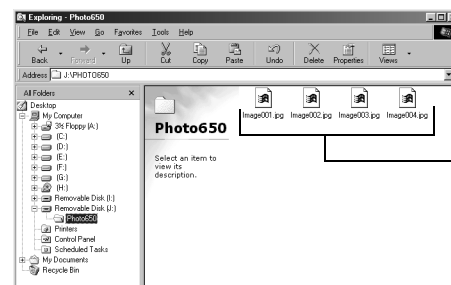 Exploring - Photo650
File Edit View Go Favorites Tools Help
Back Forward Up Cut Copy Paste Undo Delete Properties Views
Address J:\PHOTO650
All Folders
Desktop
My Computer
3½ Floppy (A:)
(C:)
(D:)
(E:)
(F:)
(G:)
(H:)
Removable Disk (I:)
Removable Disk (J:)
Photo650
Printers
Control Panel
Scheduled Tasks
My Documents
Recycle Bin
Photo650
Select an item to
view its
description.
Image001.jpg Image002.jpg Image003.jpg Image004.jpg